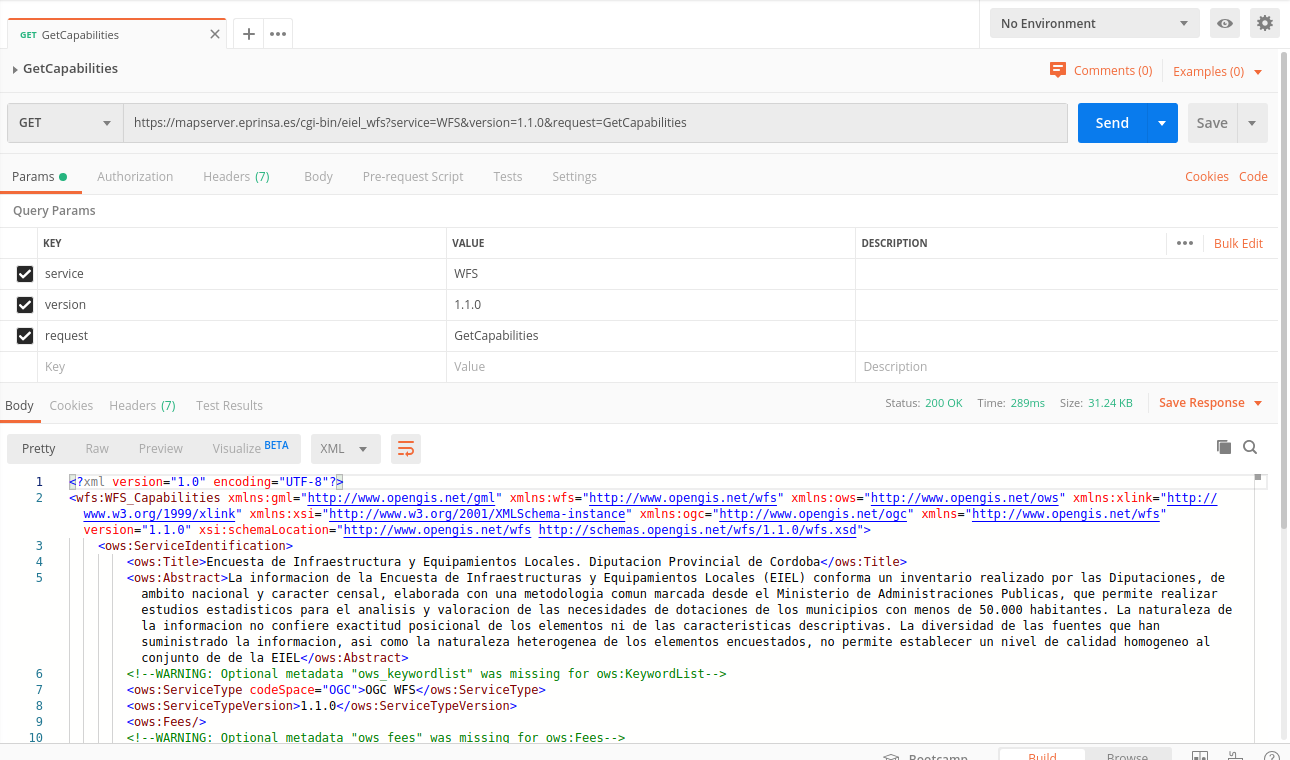 GET GetCapabilities
No Environment
GetCapabilities
Comments (0) Examples (0)
GET https://mapserver.eprinsa.es/cgi-bin/eiel_wfs?service=WFS&version=1.1.0&request=GetCapabilities Send Save
Params Authorization Headers (7) Body Pre-request Script Tests Settings Cookies Code
Query Params
KEY VALUE DESCRIPTION Bulk Edit
service WFS
version 1.1.0
request GetCapabilities
Key Value Description
Body Cookies Headers (7) Test Results Status: 200 OK Time: 289ms Size: 31.24 KB Save Response
Pretty Raw Preview Visualize BETA XML
1 <?xml version="1.0" encoding="UTF-8"?>
2 <wfs:WFS_Capabilities xmlns:gml="http://www.opengis.net/gml" xmlns:wfs="http://www.opengis.net/wfs" xmlns:ows="http://www.opengis.net/ows" xmlns:xlink="http://
www.w3.org/1999/xlink" xmlns:xsi="http://www.w3.org/2001/XMLSchema-instance" xmlns:ogc="http://www.opengis.net/ogc" xmlns="http://www.opengis.net/wfs"
version="1.1.0" xsi:schemaLocation="http://www.opengis.net/wfs http://schemas.opengis.net/wfs/1.1.0/wfs.xsd">
3 <ows:ServiceIdentification>
4 <ows:Title>Encuesta de Infraestructura y Equipamientos Locales. Diputacion Provincial de Cordoba</ows:Title>
5 <ows:Abstract>La informacion de la Encuesta de Infraestructuras y Equipamientos Locales (EIEL) conforma un inventario realizado por las Diputaciones, de
ambito nacional y caracter censal, elaborada con una metodologia comun marcada desde el Ministerio de Administraciones Publicas, que permite realizar
estudios estadisticos para el analisis y valoracion de las necesidades de dotaciones de los municipios con menos de 50.000 habitantes. La naturaleza de
la informacion no confiere exactitud posicional de los elementos ni de las caracteristicas descriptivas. La diversidad de las fuentes que han
suministrado la informacion, asi como la naturaleza heterogenea de los elementos encuestados, no permite establecer un nivel de calidad homogeneo al
conjunto de de la EIEL</ows:Abstract>
6 <!--WARNING: Optional metadata "ows_keywordlist" was missing for ows:KeywordList-->
7 <ows:ServiceType codeSpace="OGC">OGC WFS</ows:ServiceType>
8 <ows:ServiceTypeVersion>1.1.0</ows:ServiceTypeVersion>
9 <ows:Fees/>
10 <!--WARNING: Optional metadata "ows_fees" was missing for ows:Fees-->
Bootcamp Build Browse